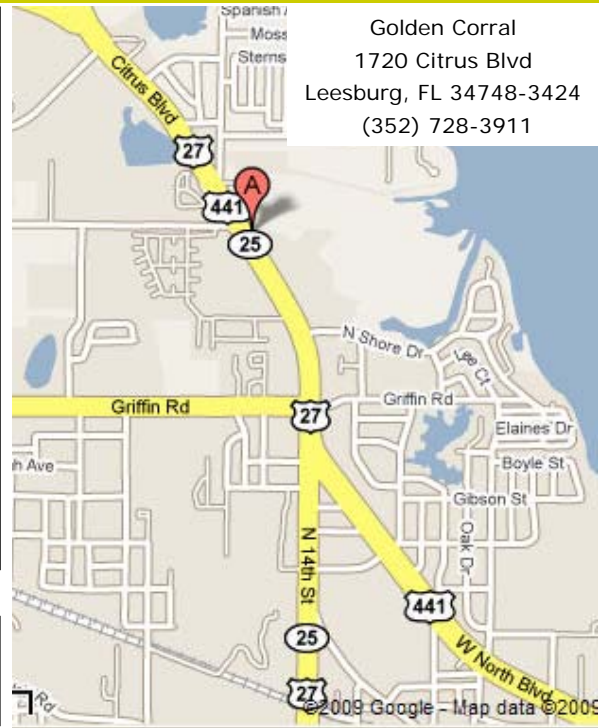 Golden Corral
1720 Citrus Blvd
Leesburg, FL 34748-3424
(352) 728-3911
Spanish
Moss
Sterns
Citrus Blvd
27
A
441
25
N Shore Dr
Lee Ct
Griffin Rd
27
Griffin Rd
Elaines Dr
Boyle St
Gibson St
Oak Dr
N 14th St
441
25
W North Blvd
27
Rd
©2009 Google - Map data ©2009